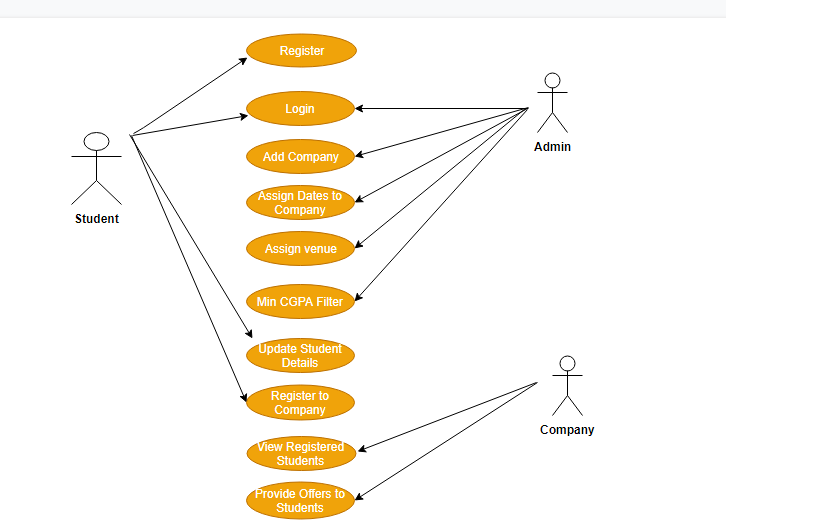 Register
Login
Admin
Add Company
Assign Dates to
Company
Student
Assign venue
Min CGPA Filter
Update Student
Details
Register to
Company
Company
View Registered
Students
Provide Offers to
Students